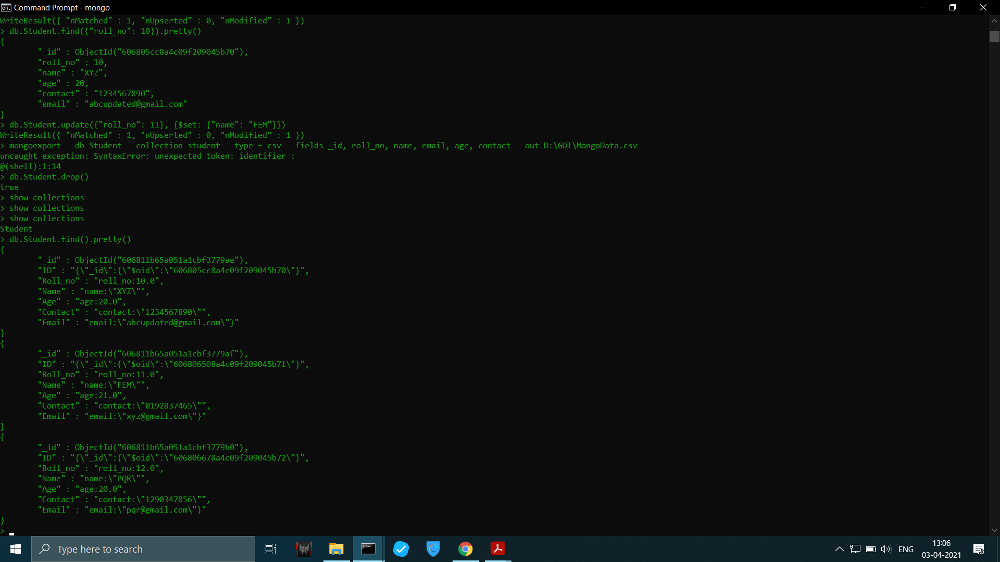 Command Prompt - mongo
WriteResult({ "nMatched" : 1, "nUpserted" : 0, "nModified" : 1 })
> db.Student.find({"roll_no": 10}).pretty()
{
        "_id" : ObjectId("606805cc8a4c09f209045b70"),
        "roll_no" : 10,
        "name" : "XYZ",
        "age" : 20,
        "contact" : "1234567890",
        "email" : "abcupdated@gmail.com"
}
> db.Student.update({"roll_no": 11}, {$set: {"name": "FEM"}})
WriteResult({ "nMatched" : 1, "nUpserted" : 0, "nModified" : 1 })
> mongoexport --db Student --collection student --type = csv --fields _id, roll_no, name, email, age, contact --out D:\GOT\MongoData.csv
uncaught exception: SyntaxError: unexpected token: identifier :
@(shell):1:14
> db.Student.drop()
true
> show collections
> show collections
> show collections
Student
> db.Student.find().pretty()
{
        "_id" : ObjectId("606811b65a051a1cbf3779ae"),
        "ID" : "{\"_id\":{\"$oid\":\"606805cc8a4c09f209045b70\"}",
        "Roll_no" : "roll_no:10.0",
        "Name" : "name:\"XYZ\"",
        "Age" : "age:20.0",
        "Contact" : "contact:\"1234567890\"",
        "Email" : "email:\"abcupdated@gmail.com\"}"
}
{
        "_id" : ObjectId("606811b65a051a1cbf3779af"),
        "ID" : "{\"_id\":{\"$oid\":\"606806508a4c09f209045b71\"}",
        "Roll_no" : "roll_no:11.0",
        "Name" : "name:\"FEM\"",
        "Age" : "age:21.0",
        "Contact" : "contact:\"0192837465\"",
        "Email" : "email:\"xyz@gmail.com\"}"
}
{
        "_id" : ObjectId("606811b65a051a1cbf3779b0"),
        "ID" : "{\"_id\":{\"$oid\":\"606806678a4c09f209045b72\"}",
        "Roll_no" : "roll_no:12.0",
        "Name" : "name:\"PQR\"",
        "Age" : "age:20.0",
        "Contact" : "contact:\"1290347856\"",
        "Email" : "email:\"pqr@gmail.com\"}"
}
>
Type here to search
ENG
13:06
03-04-2021